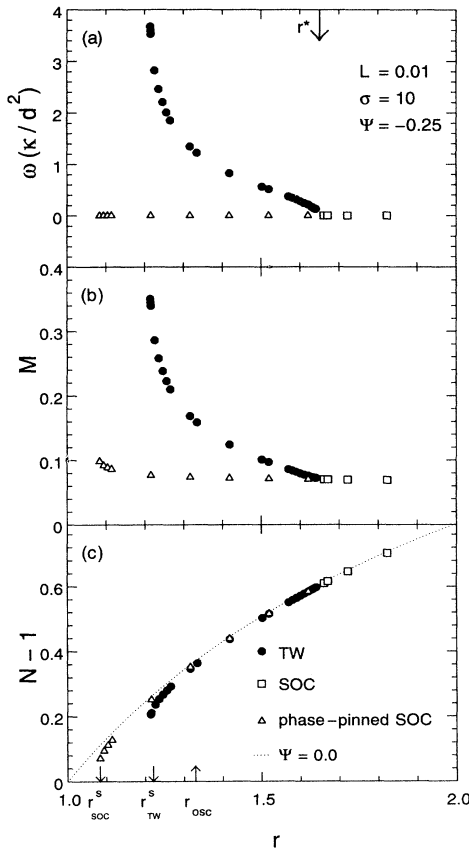 4
3
2
1
0
ω (κ / d²)
(a)
r*
L = 0.01
σ = 10
Ψ = −0.25
0.4
0.3
0.2
0.1
0
M
(b)
0.6
0.4
0.2
0
N − 1
(c)
TW
SOC
phase−pinned SOC
Ψ = 0.0
1.0
r^s_SOC
r^s_TW
r_OSC
1.5
2.0
r